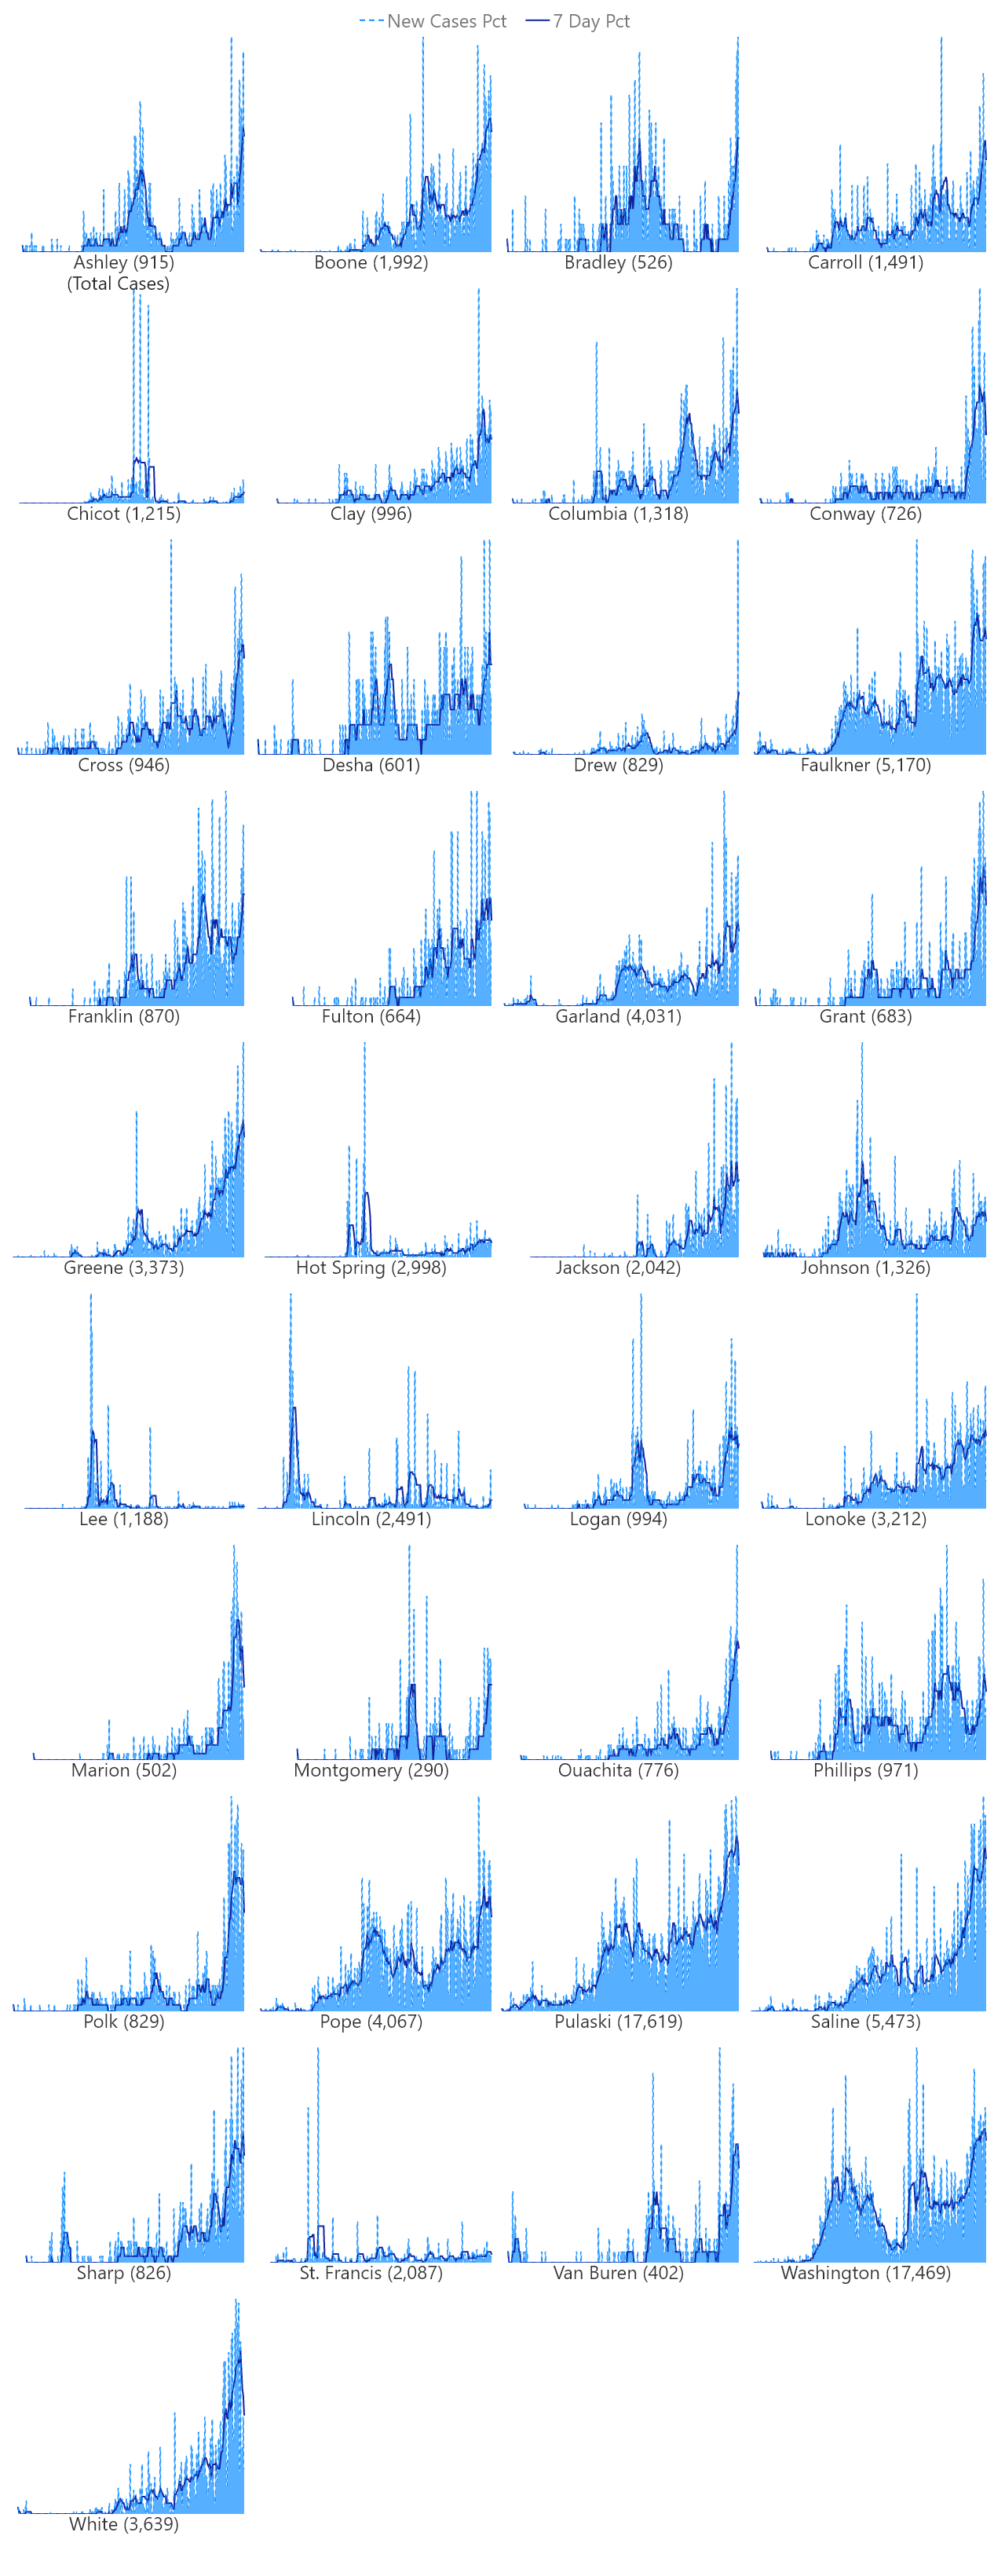 New Cases Pct 7 Day Pct
Ashley (915) Boone (1,992) Bradley (526) Carroll (1,491)
(Total Cases)
Chicot (1,215) Clay (996) Columbia (1,318) Conway (726)
Cross (946) Desha (601) Drew (829) Faulkner (5,170)
Franklin (870) Fulton (664) Garland (4,031) Grant (683)
Greene (3,373) Hot Spring (2,998) Jackson (2,042) Johnson (1,326)
Lee (1,188) Lincoln (2,491) Logan (994) Lonoke (3,212)
Marion (502) Montgomery (290) Ouachita (776) Phillips (971)
Polk (829) Pope (4,067) Pulaski (17,619) Saline (5,473)
Sharp (826) St. Francis (2,087) Van Buren (402) Washington (17,469)
White (3,639)